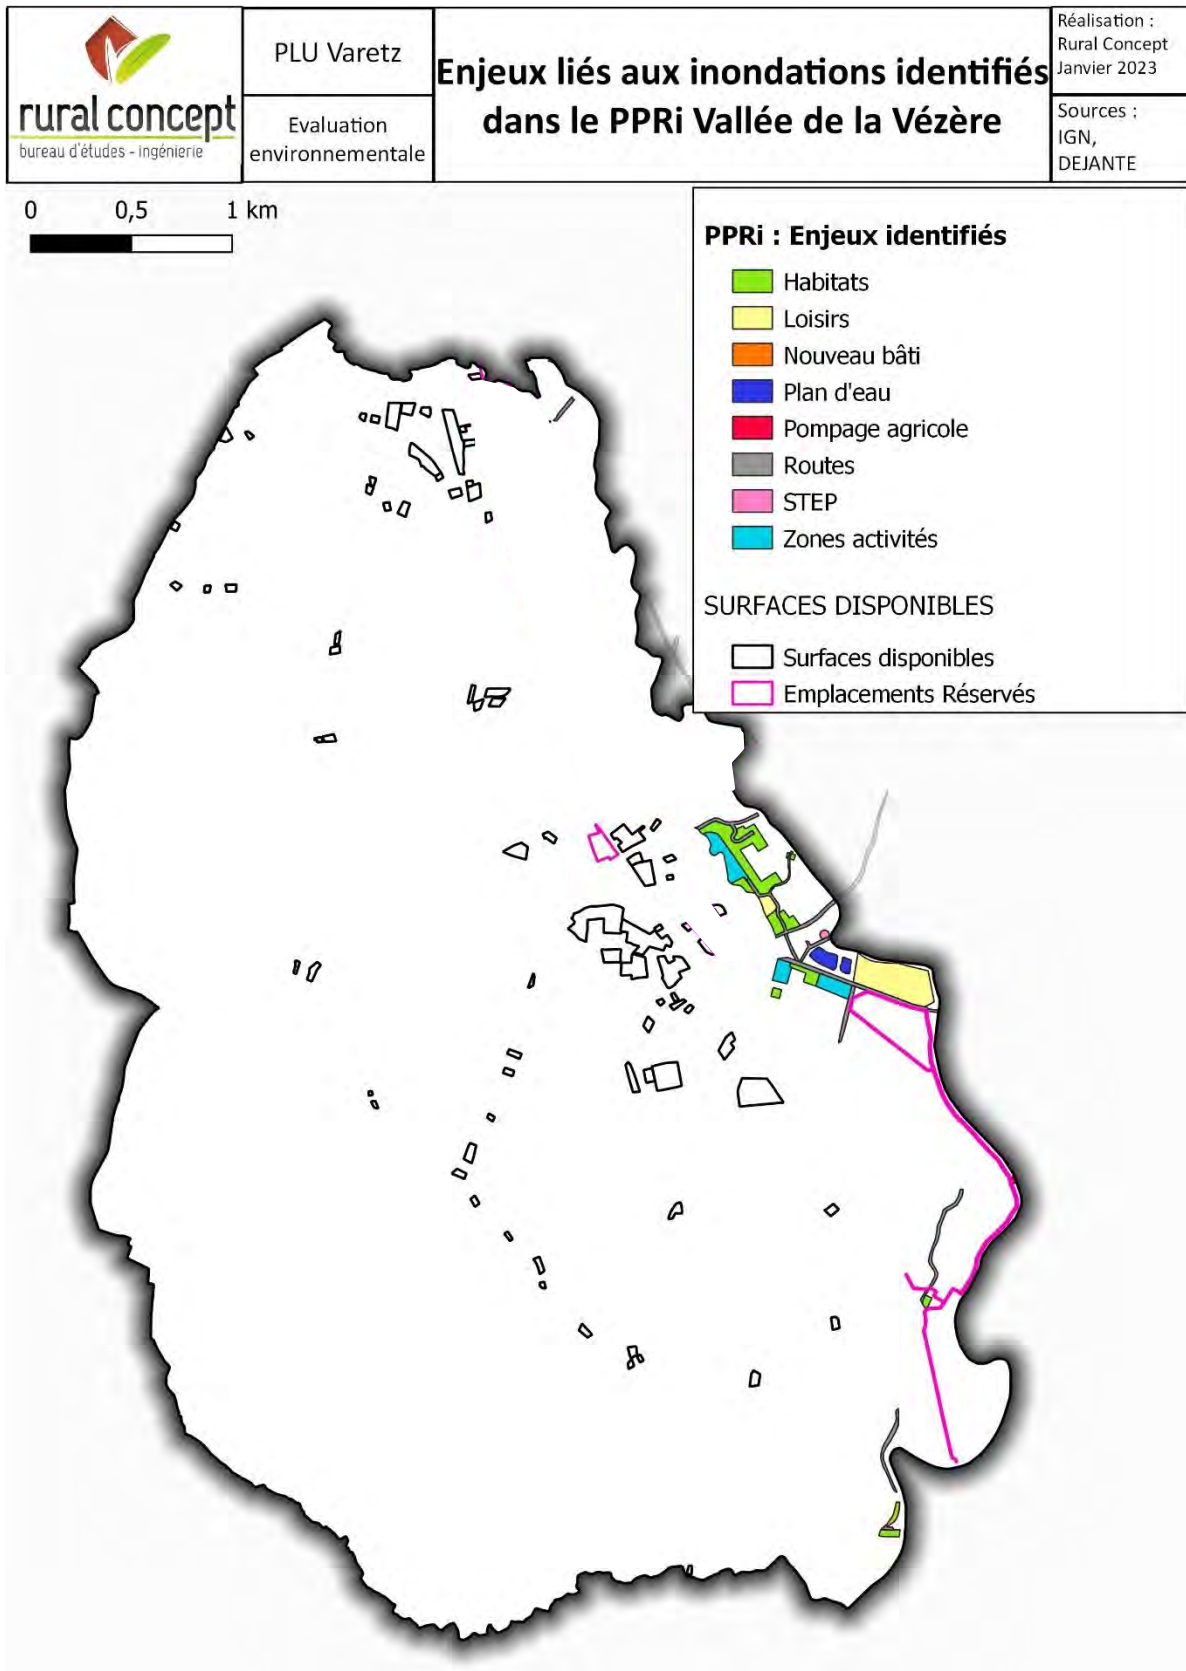 rural concept
bureau d'études - ingénierie
PLU Varetz
Evaluation
environnementale
Enjeux liés aux inondations identifiés
dans le PPRi Vallée de la Vézère
Réalisation :
Rural Concept
Janvier 2023
Sources :
IGN,
DEJANTE
0 0,5 1 km
PPRi : Enjeux identifiés
Habitats
Loisirs
Nouveau bâti
Plan d'eau
Pompage agricole
Routes
STEP
Zones activités
SURFACES DISPONIBLES
Surfaces disponibles
Emplacements Réservés